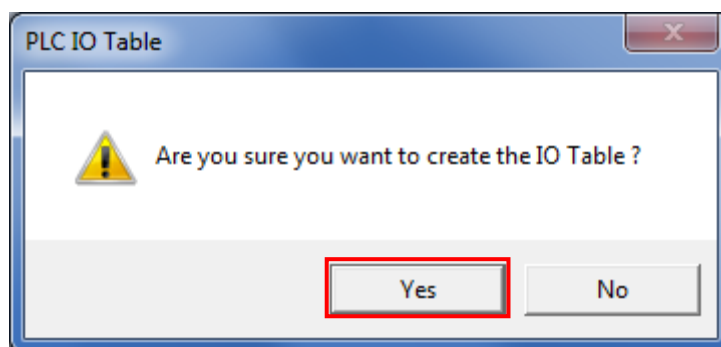 PLC IO Table
Are you sure you want to create the IO Table ?
Yes
No